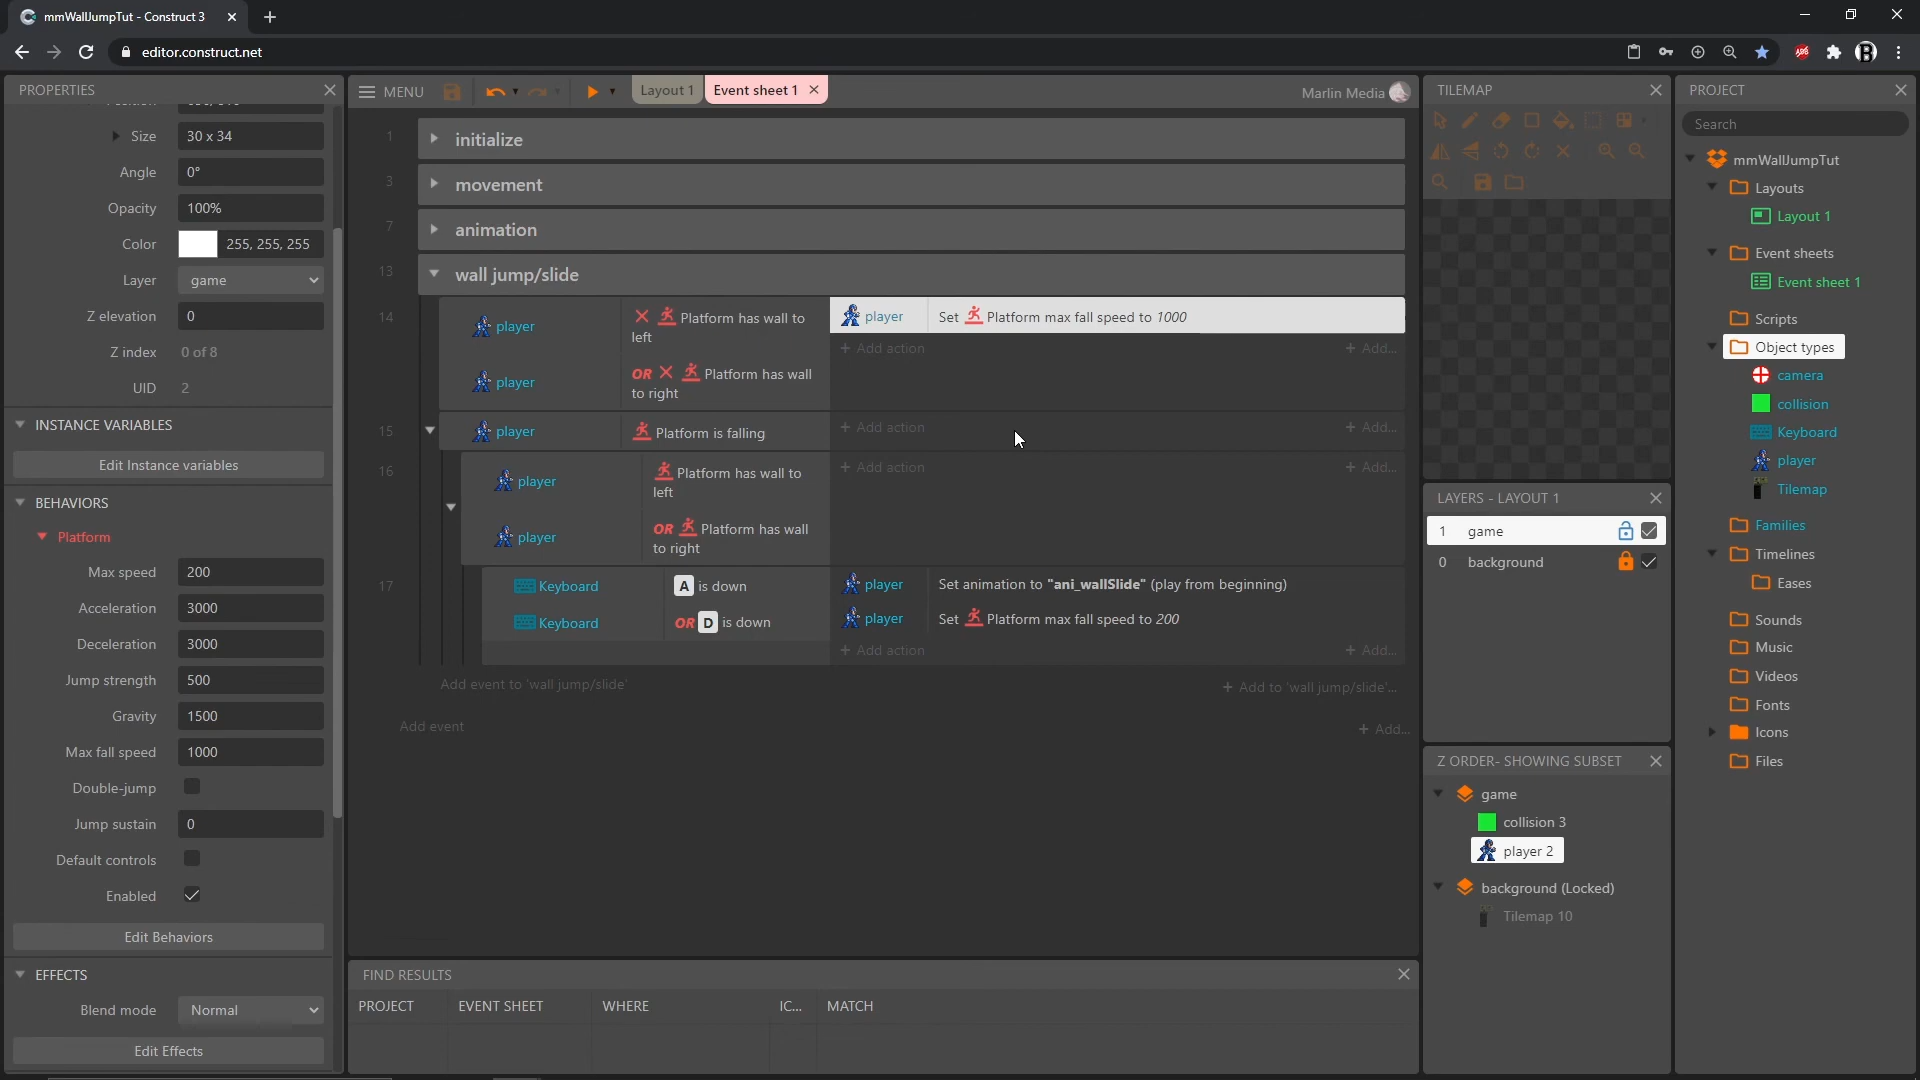 mmWallJumpTut - Construct 3
editor.construct.net
PROPERTIES
Size 30 x 34
Angle 0°
Opacity 100%
Color 255, 255, 255
Layer game
Z elevation 0
Z index 0 of 8
UID 2
INSTANCE VARIABLES
Edit Instance variables
BEHAVIORS
Platform
Max speed 200
Acceleration 3000
Deceleration 3000
Jump strength 500
Gravity 1500
Max fall speed 1000
Double-jump
Jump sustain 0
Default controls
Enabled
Edit Behaviors
EFFECTS
Blend mode Normal
Edit Effects
MENU
Layout 1
Event sheet 1
Marlin Media
1 initialize
3 movement
7 animation
13 wall jump/slide
14 player Platform has wall to
left
player Set Platform max fall speed to 1000
+ Add action + Add...
player OR Platform has wall
to right
15 player Platform is falling
+ Add action + Add...
16 player Platform has wall to
left
+ Add action + Add...
player OR Platform has wall
to right
17 Keyboard A is down
player Set animation to "ani_wallSlide" (play from beginning)
Keyboard OR D is down
player Set Platform max fall speed to 200
+ Add action + Add...
Add event to 'wall jump/slide'
+ Add to 'wall jump/slide'...
Add event + Add...
FIND RESULTS
PROJECT EVENT SHEET WHERE IC... MATCH
TILEMAP
LAYERS - LAYOUT 1
1 game
0 background
Z ORDER- SHOWING SUBSET
game
collision 3
player 2
background (Locked)
Tilemap 10
PROJECT
Search
mmWallJumpTut
Layouts
Layout 1
Event sheets
Event sheet 1
Scripts
Object types
camera
collision
Keyboard
player
Tilemap
Families
Timelines
Eases
Sounds
Music
Videos
Fonts
Icons
Files